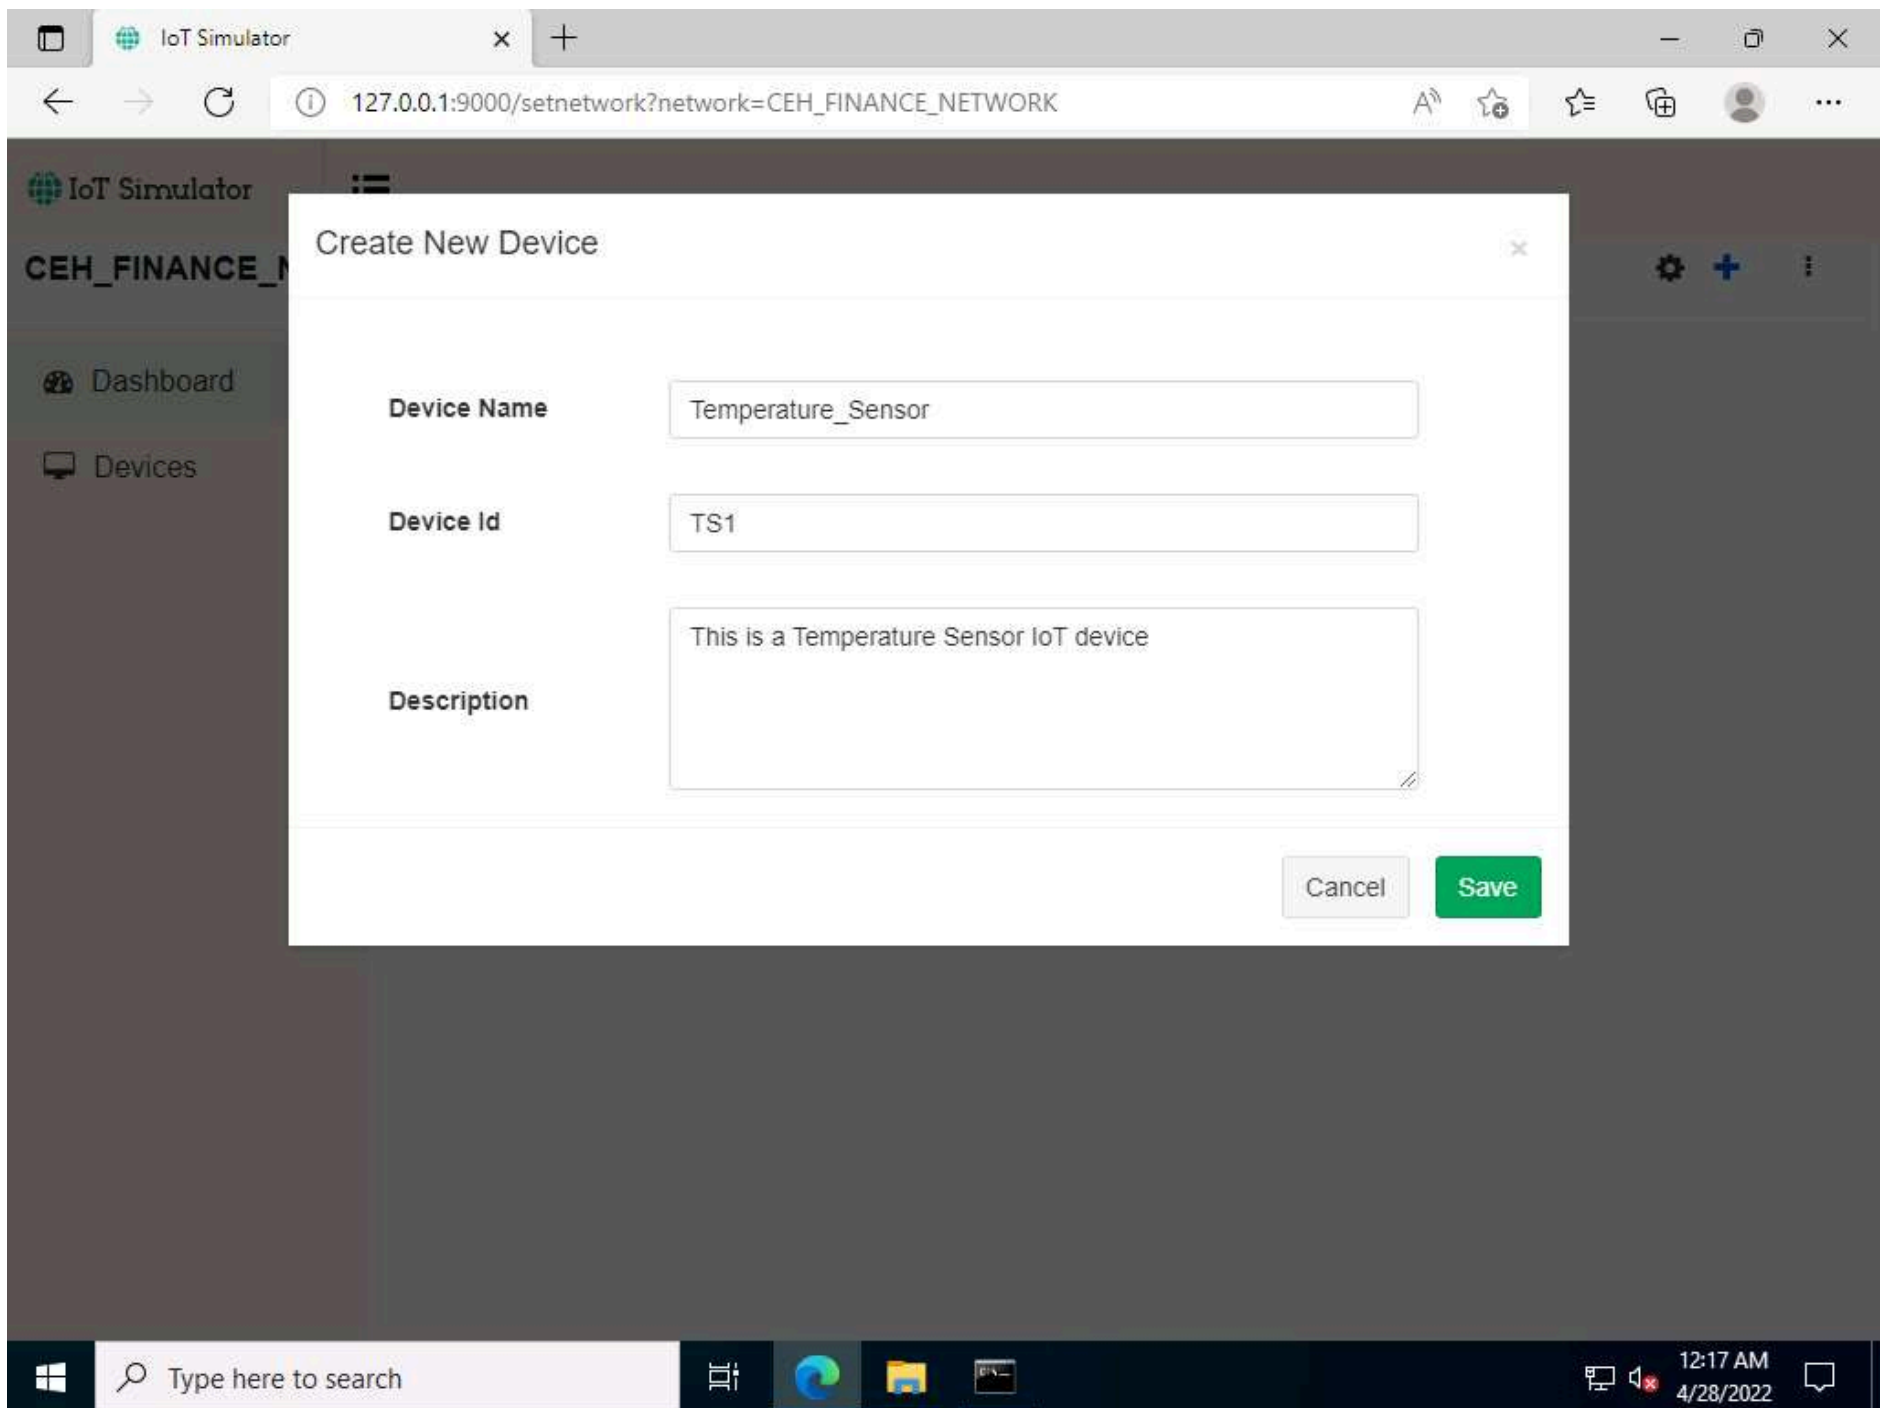 IoT Simulator
127.0.0.1:9000/setnetwork?network=CEH_FINANCE_NETWORK
IoT Simulator
CEH_FINANCE_N
Dashboard
Devices
Create New Device
Device Name
Temperature_Sensor
Device Id
TS1
Description
This is a Temperature Sensor IoT device
Cancel
Save
Type here to search
12:17 AM
4/28/2022